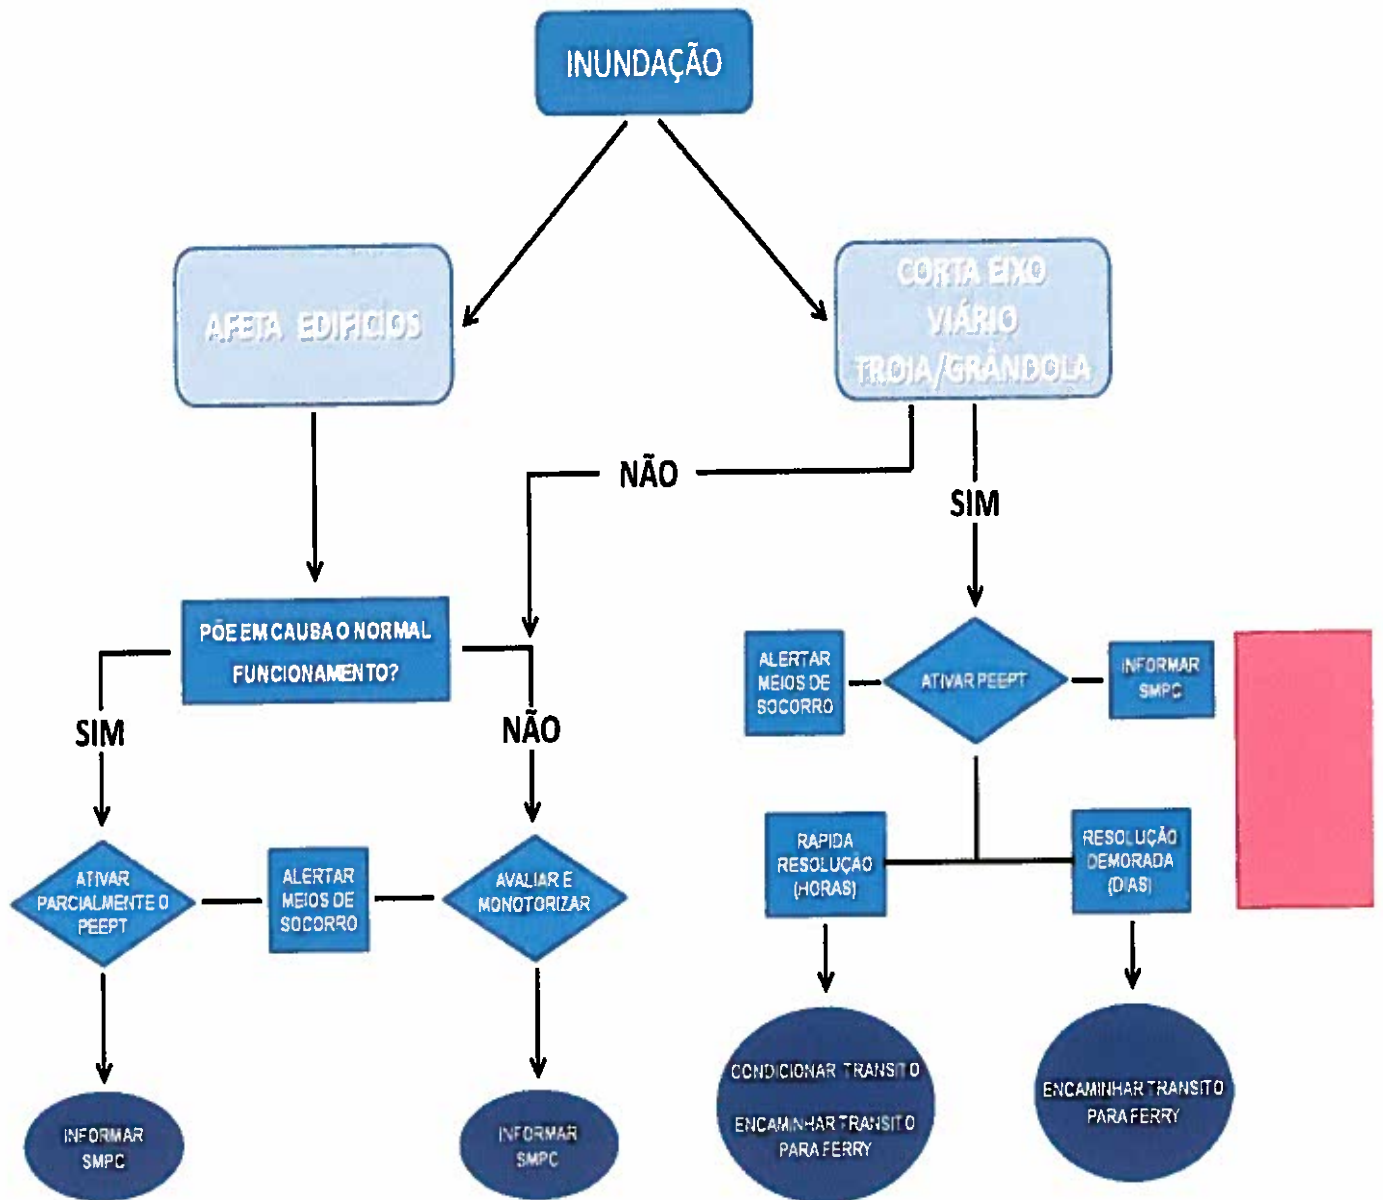 INUNDAÇÃO
AFETA EDIFÍCIOS
CORTA EIXO
VIÁRIO
TROIA/GRÂNDOLA
NÃO
SIM
PÕE EM CAUSA O NORMAL
FUNCIONAMENTO?
SIM
NÃO
ALERTAR
MEIOS DE
SOCORRO
ATIVAR PEEPT
INFORMAR
SMPC
ATIVAR
PARCIALMENTE O
PEEPT
ALERTAR
MEIOS DE
SOCORRO
AVALIAR E
MONOTORIZAR
RAPIDA
RESOLUÇÃO
(HORAS)
RESOLUÇÃO
DEMORADA
(DIAS)
INFORMAR
SMPC
INFORMAR
SMPC
CONDICIONAR TRANSITO
ENCAMINHAR TRANSITO
PARA FERRY
ENCAMINHAR TRANSITO
PARA FERRY